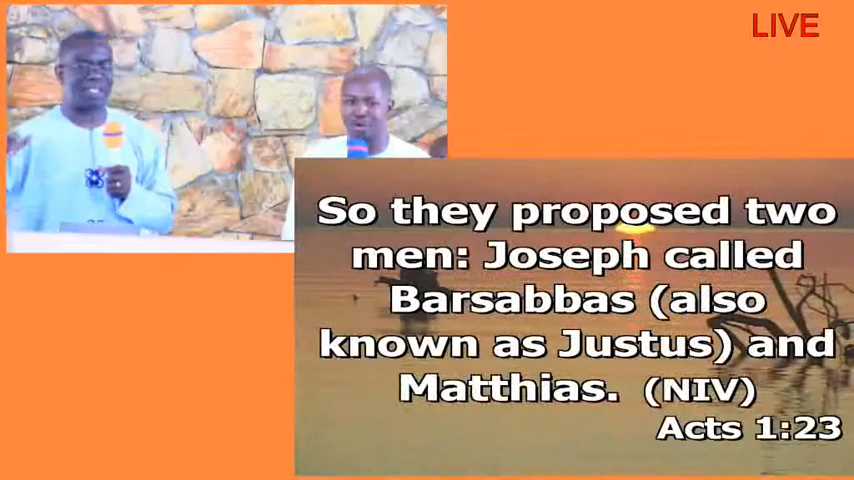 LIVE
So they proposed two
men: Joseph called
Barsabbas (also
known as Justus) and
Matthias. (NIV)
Acts 1:23